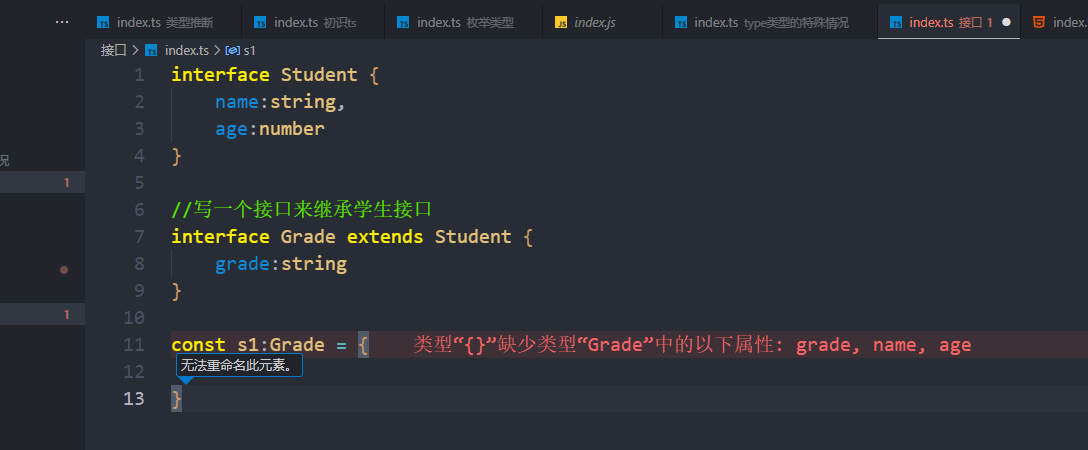 ··· index.ts 类型推断 index.ts 初识ts index.ts 枚举类型 index.js index.ts type类型的特殊情况 index.ts 接口 1 ● index.
接口 > index.ts > s1
1 interface Student {
2 name:string,
3 age:number
4 }
况
5
1
6 //写一个接口来继承学生接口
7 interface Grade extends Student {
8 grade:string
9 }
10
1
11 const s1:Grade = { 类型“{}”缺少类型“Grade”中的以下属性: grade, name, age
12 无法重命名此元素。
13 }